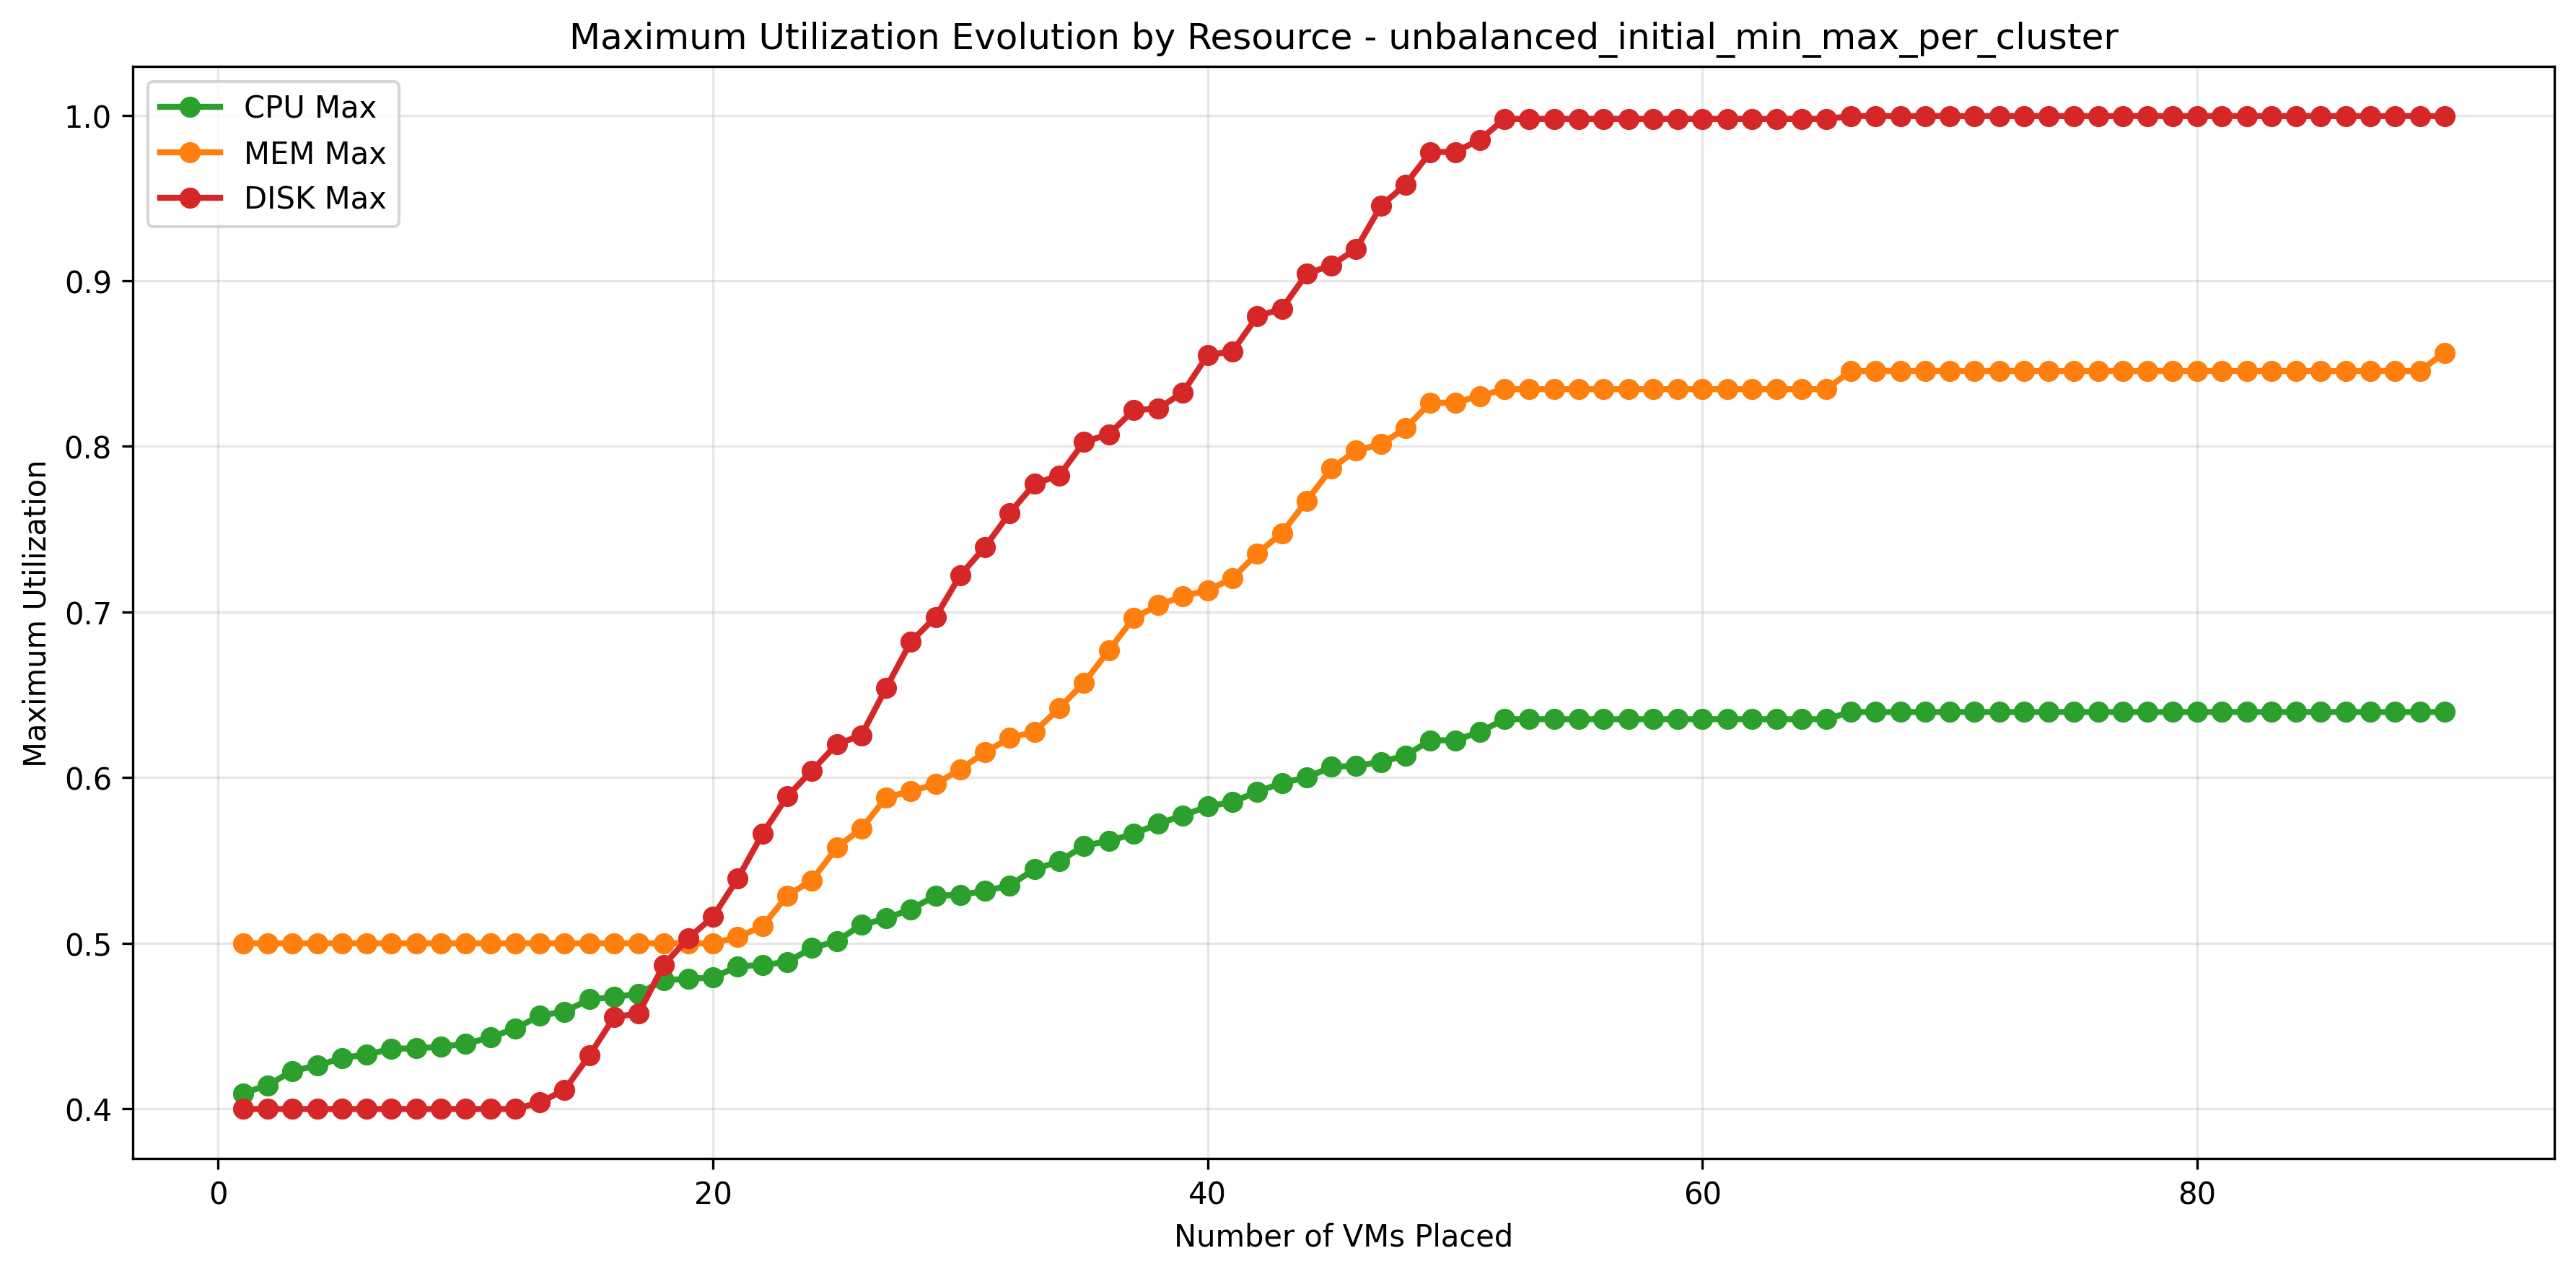 Maximum Utilization Evolution by Resource - unbalanced_initial_min_max_per_cluster
CPU Max
MEM Max
DISK Max
Maximum Utilization
1.0
0.9
0.8
0.7
0.6
0.5
0.4
0
20
40
60
80
Number of VMs Placed